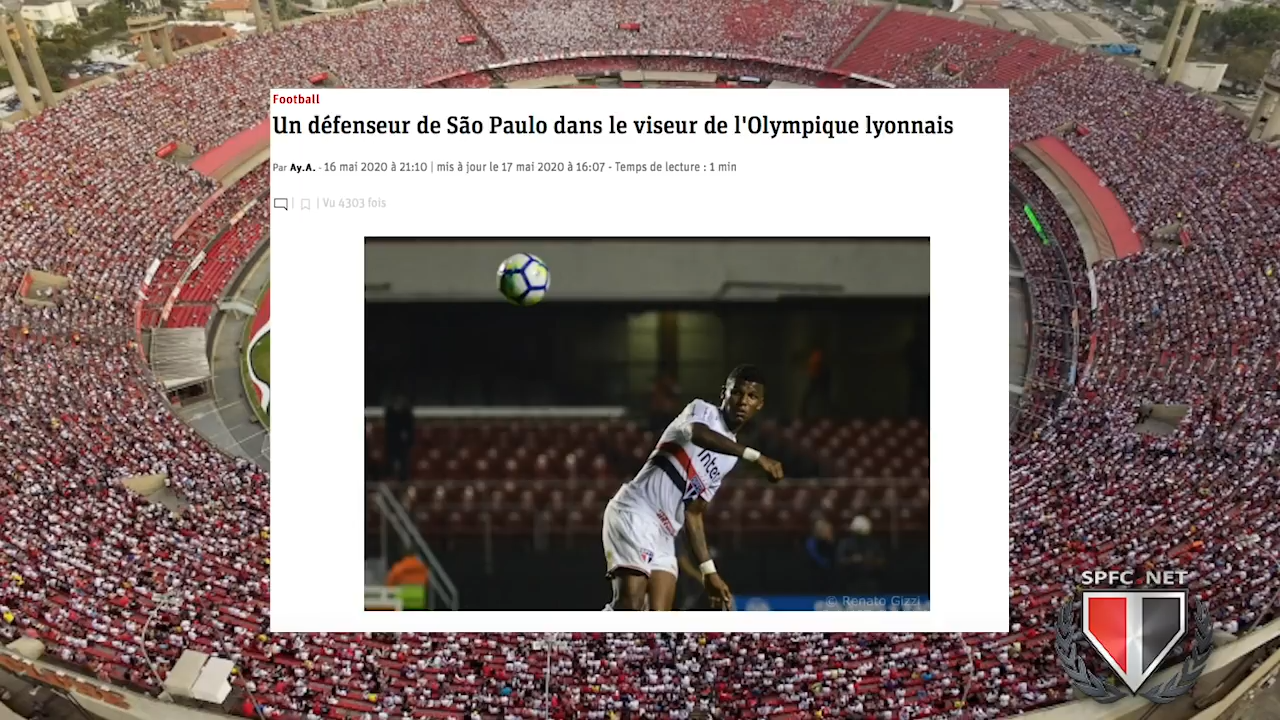 Football
Un défenseur de São Paulo dans le viseur de l'Olympique lyonnais
Par Ay.A. - 16 mai 2020 à 21:10 | mis à jour le 17 mai 2020 à 16:07 - Temps de lecture : 1 min
| | Vu 4303 fois
Inter
© Renato Gizzi
SPFC.NET